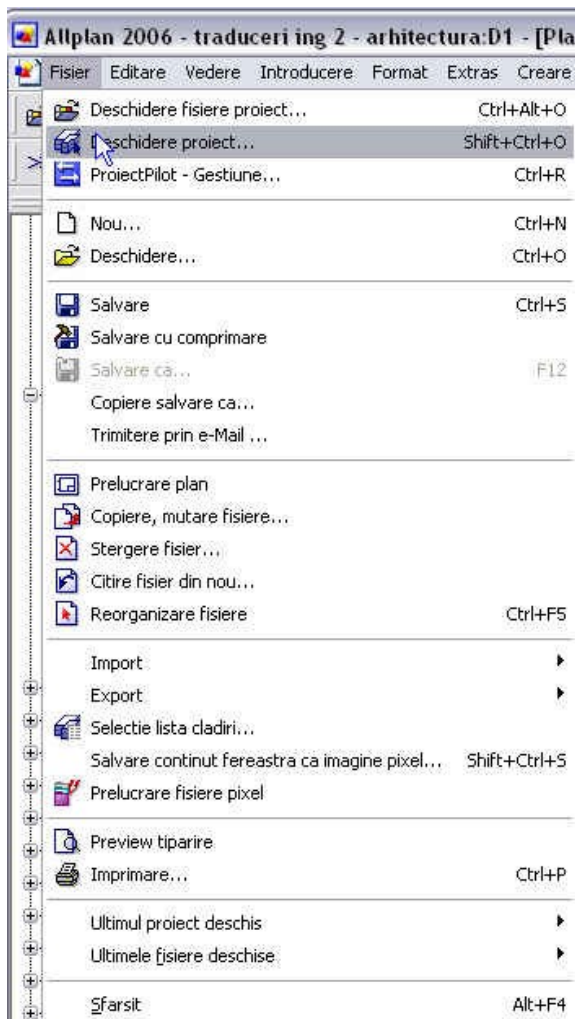 Allplan 2006 - traduceri ing 2 - arhitectura:D1 - [Pla
Fisier Editare Vedere Introducere Format Extras Creare
Deschidere fisiere proiect... Ctrl+Alt+O
Deschidere proiect... Shift+Ctrl+O
ProiectPilot - Gestiune... Ctrl+R
Nou... Ctrl+N
Deschidere... Ctrl+O
Salvare Ctrl+S
Salvare cu comprimare
Salvare ca... F12
Copiere salvare ca...
Trimitere prin e-Mail ...
Prelucrare plan
Copiere, mutare fisiere...
Stergere fisier...
Citire fisier din nou...
Reorganizare fisiere Ctrl+F5
Import
Export
Selectie lista cladiri...
Salvare continut fereastra ca imagine pixel... Shift+Ctrl+S
Prelucrare fisiere pixel
Preview tiparire
Imprimare... Ctrl+P
Ultimul proiect deschis
Ultimele fisiere deschise
Sfarsit Alt+F4